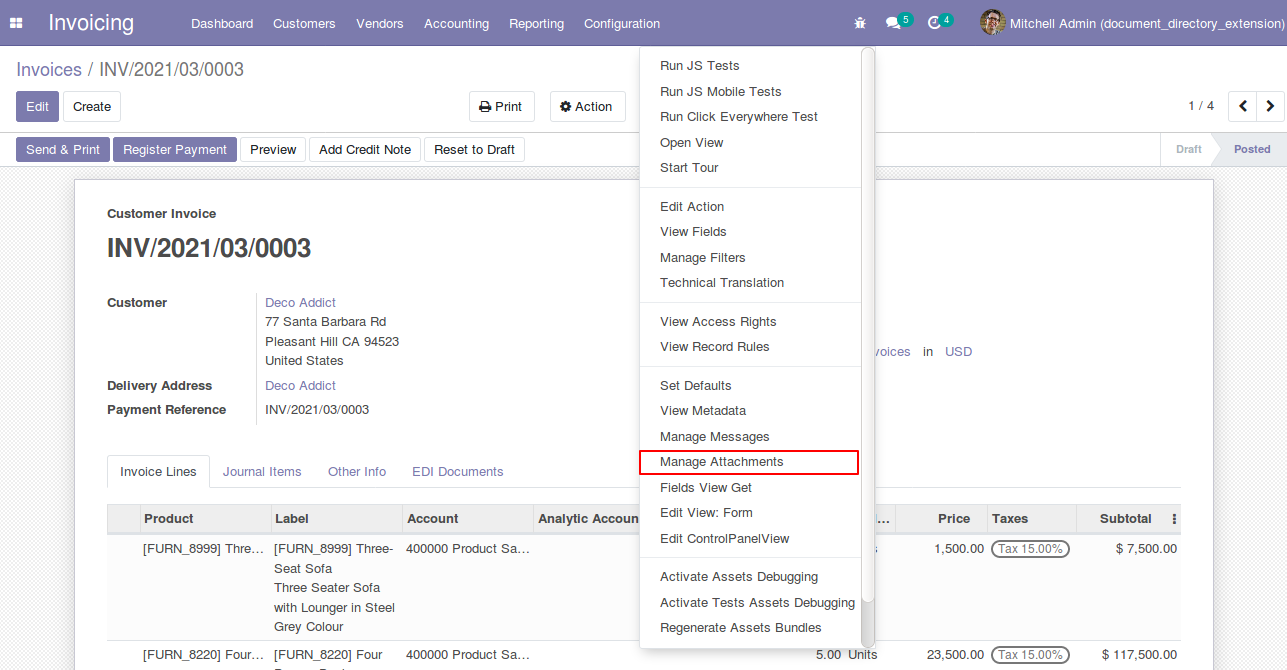 Invoicing
Dashboard Customers Vendors Accounting Reporting Configuration
5 4
Mitchell Admin (document_directory_extension)
Invoices / INV/2021/03/0003
Edit Create
Print Action
1 / 4
Send & Print Register Payment Preview Add Credit Note Reset to Draft
Draft Posted
Run JS Tests
Run JS Mobile Tests
Run Click Everywhere Test
Open View
Start Tour
Edit Action
View Fields
Manage Filters
Technical Translation
View Access Rights
View Record Rules
Set Defaults
View Metadata
Manage Messages
Manage Attachments
Fields View Get
Edit View: Form
Edit ControlPanelView
Activate Assets Debugging
Activate Tests Assets Debugging
Regenerate Assets Bundles
Customer Invoice
INV/2021/03/0003
Customer
Deco Addict
77 Santa Barbara Rd
Pleasant Hill CA 94523
United States
Delivery Address Deco Addict
Payment Reference INV/2021/03/0003
voices in USD
Invoice Lines Journal Items Other Info EDI Documents
Product Label Account Analytic Accoun ... Price Taxes Subtotal
[FURN_8999] Thre... [FURN_8999] Three- 400000 Product Sa... s 1,500.00 Tax 15.00% $ 7,500.00
Seat Sofa
Three Seater Sofa
with Lounger in Steel
Grey Colour
[FURN_8220] Four... [FURN_8220] Four 400000 Product Sa... 5.00 Units 23,500.00 Tax 15.00% $ 117,500.00